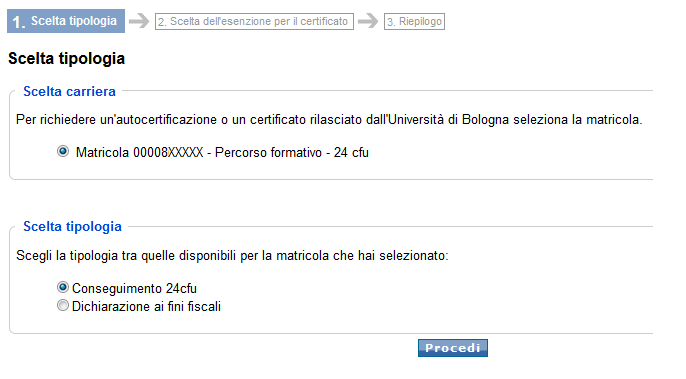 1. Scelta tipologia 2. Scelta dell'esenzione per il certificato 3. Riepilogo
Scelta tipologia
Scelta carriera
Per richiedere un'autocertificazione o un certificato rilasciato dall'Università di Bologna seleziona la matricola.
Matricola 00008XXXXX - Percorso formativo - 24 cfu
Scelta tipologia
Scegli la tipologia tra quelle disponibili per la matricola che hai selezionato:
Conseguimento 24cfu
Dichiarazione ai fini fiscali
Procedi